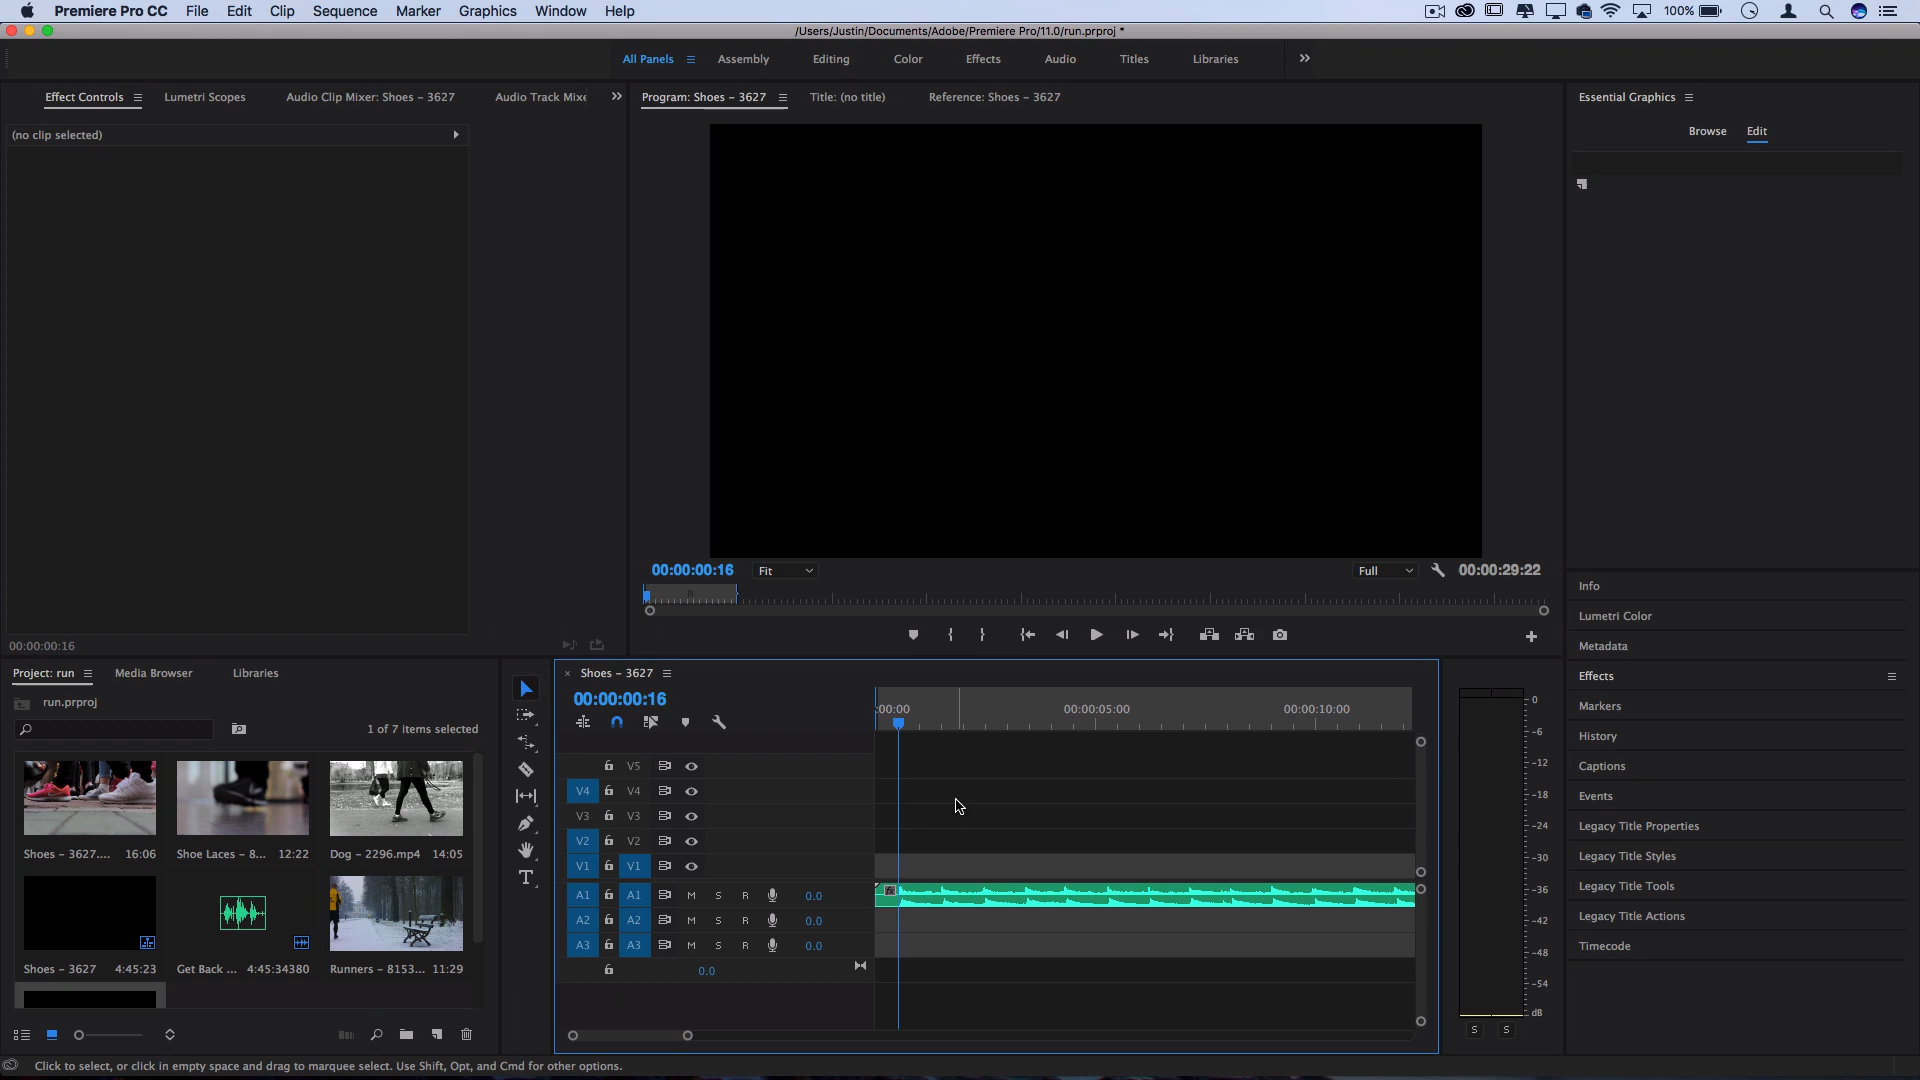 Premiere Pro CC File Edit Clip Sequence Marker Graphics Window Help 100%
/Users/Justin/Documents/Adobe/Premiere Pro/11.0/run.prproj *
All Panels Assembly Editing Color Effects Audio Titles Libraries
Effect Controls Lumetri Scopes Audio Clip Mixer: Shoes - 3627 Audio Track Mixe
Program: Shoes - 3627 Title: (no title) Reference: Shoes - 3627
Essential Graphics
Browse Edit
(no clip selected)
00:00:00:16 Fit Full 00:00:29:22
00:00:00:16
Info
Lumetri Color
Metadata
Effects
Markers
History
Captions
Events
Legacy Title Properties
Legacy Title Styles
Legacy Title Tools
Legacy Title Actions
Timecode
Project: run Media Browser Libraries
run.prproj
1 of 7 items selected
Shoes - 3627.... 16:06
Shoe Laces - 8... 12:22
Dog - 2296.mp4 14:05
Shoes - 3627 4:45:23
Get Back ... 4:45:34380
Runners - 8153... 11:29
Shoes - 3627
00:00:00:16
:00:00 00:00:05:00 00:00:10:00
V5
V4 V4
V3 V3
V2 V2
V1 V1
A1 A1 M S R 0.0
fx
A2 A2 M S R 0.0
A3 A3 M S R 0.0
0.0
0
-6
-12
-18
-24
-30
-36
-42
-48
-54
dB
S S
T
Click to select, or click in empty space and drag to marquee select. Use Shift, Opt, and Cmd for other options.